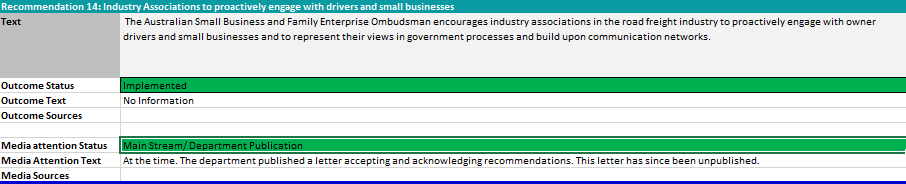 Recommendation 14: Industry Associations to proactively engage with drivers and small businesses
Text
The Australian Small Business and Family Enterprise Ombudsman encourages industry associations in the road freight industry to proactively engage with owner
drivers and small businesses and to represent their views in government processes and build upon communication networks.
Outcome Status Implemented
Outcome Text No Information
Outcome Sources
Media attention Status Main Stream/ Department Publication
Media Attention Text At the time. The department published a letter accepting and acknowledging recommendations. This letter has since been unpublished.
Media Sources